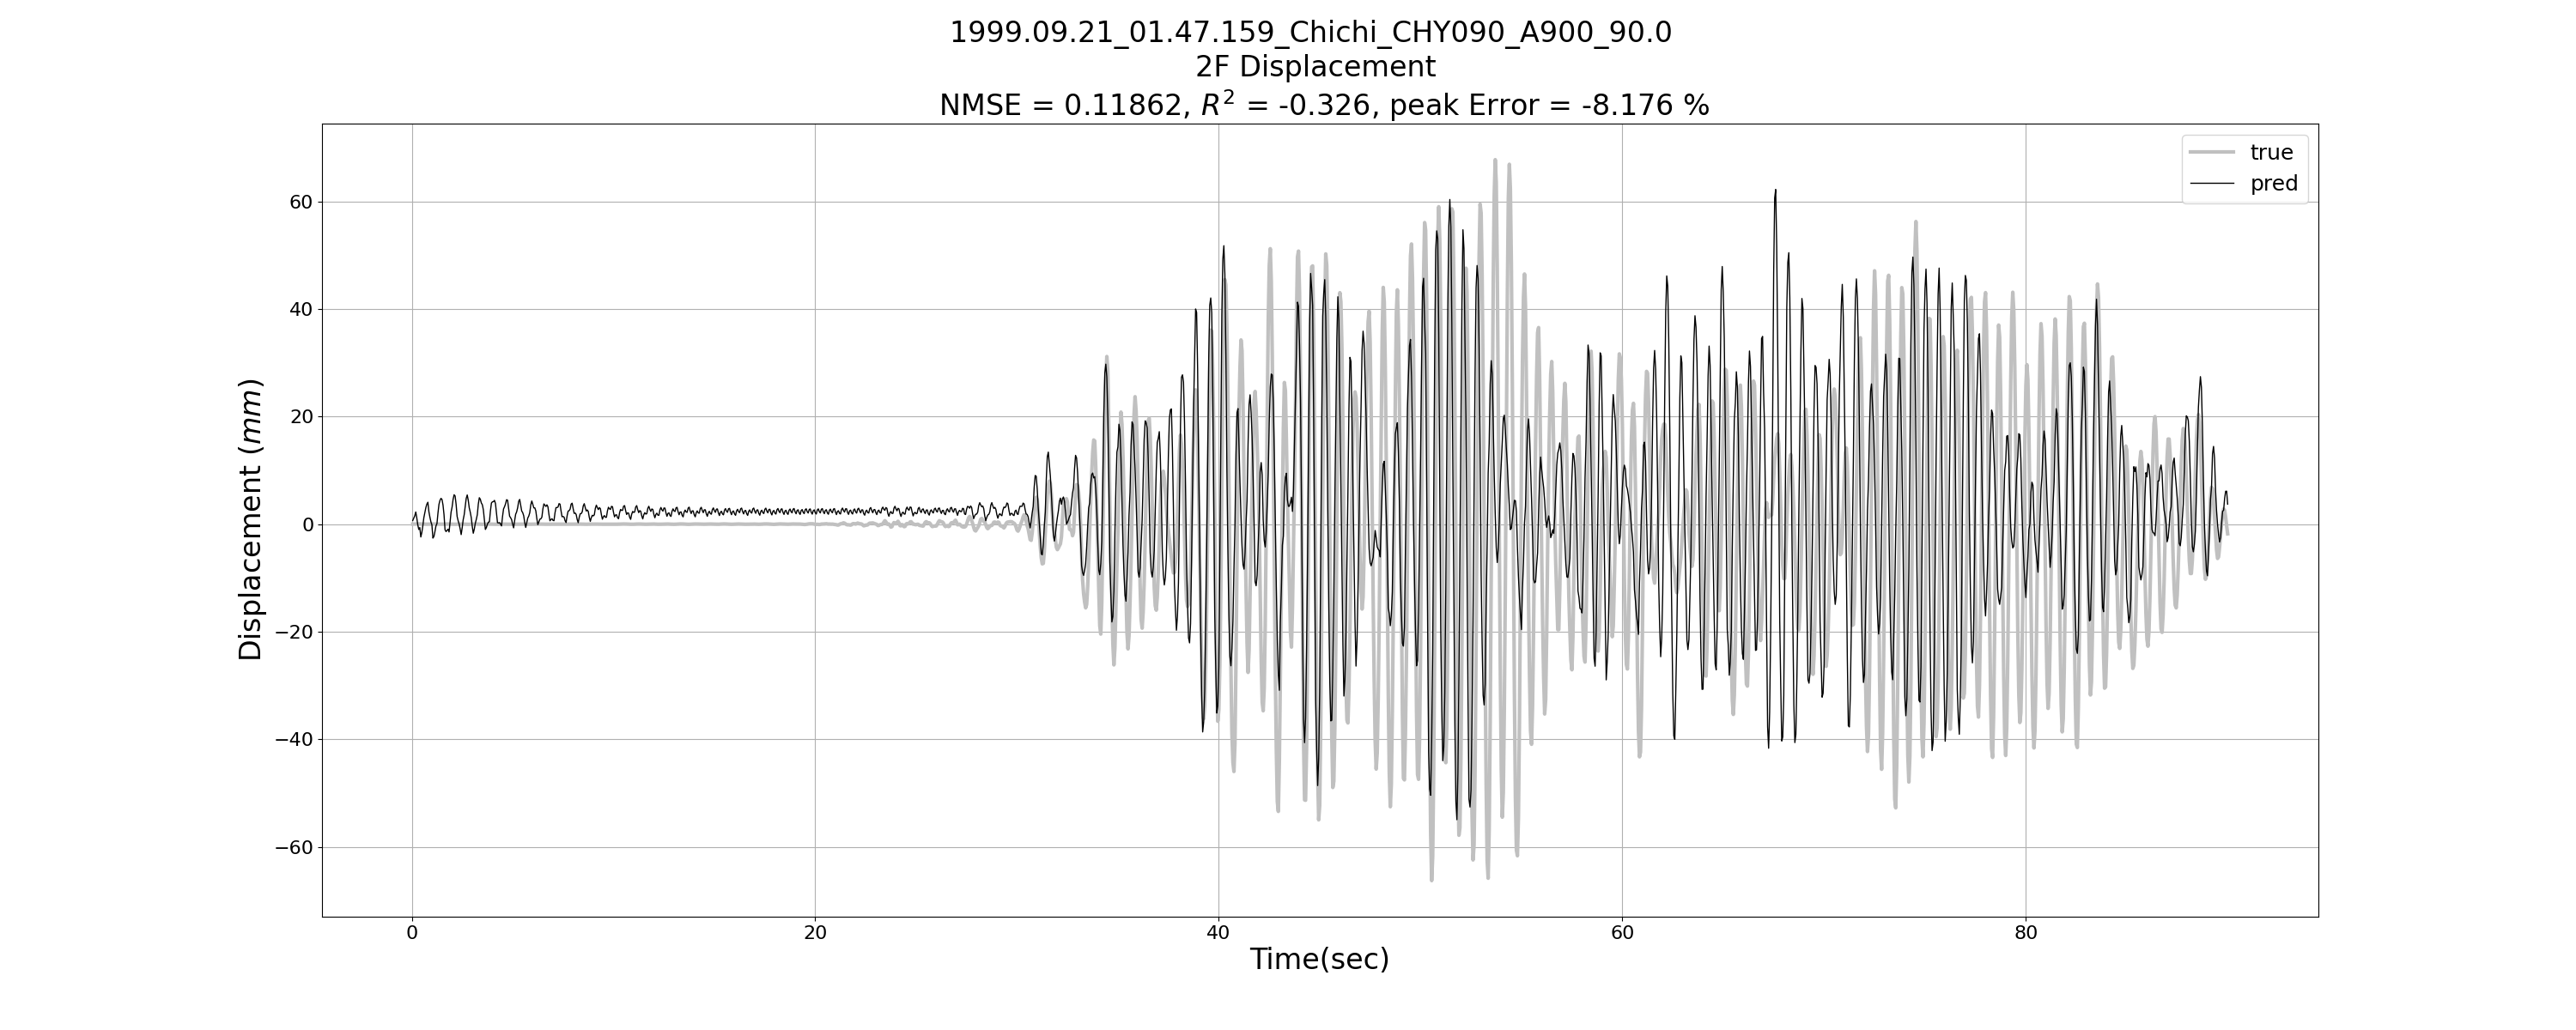 1999.09.21_01.47.159_Chichi_CHY090_A900_90.0
2F Displacement
NMSE = 0.11862, R² = -0.326, peak Error = -8.176 %
true
pred
Displacement (mm)
60
40
20
0
−20
−40
−60
0 20 40 60 80
Time(sec)